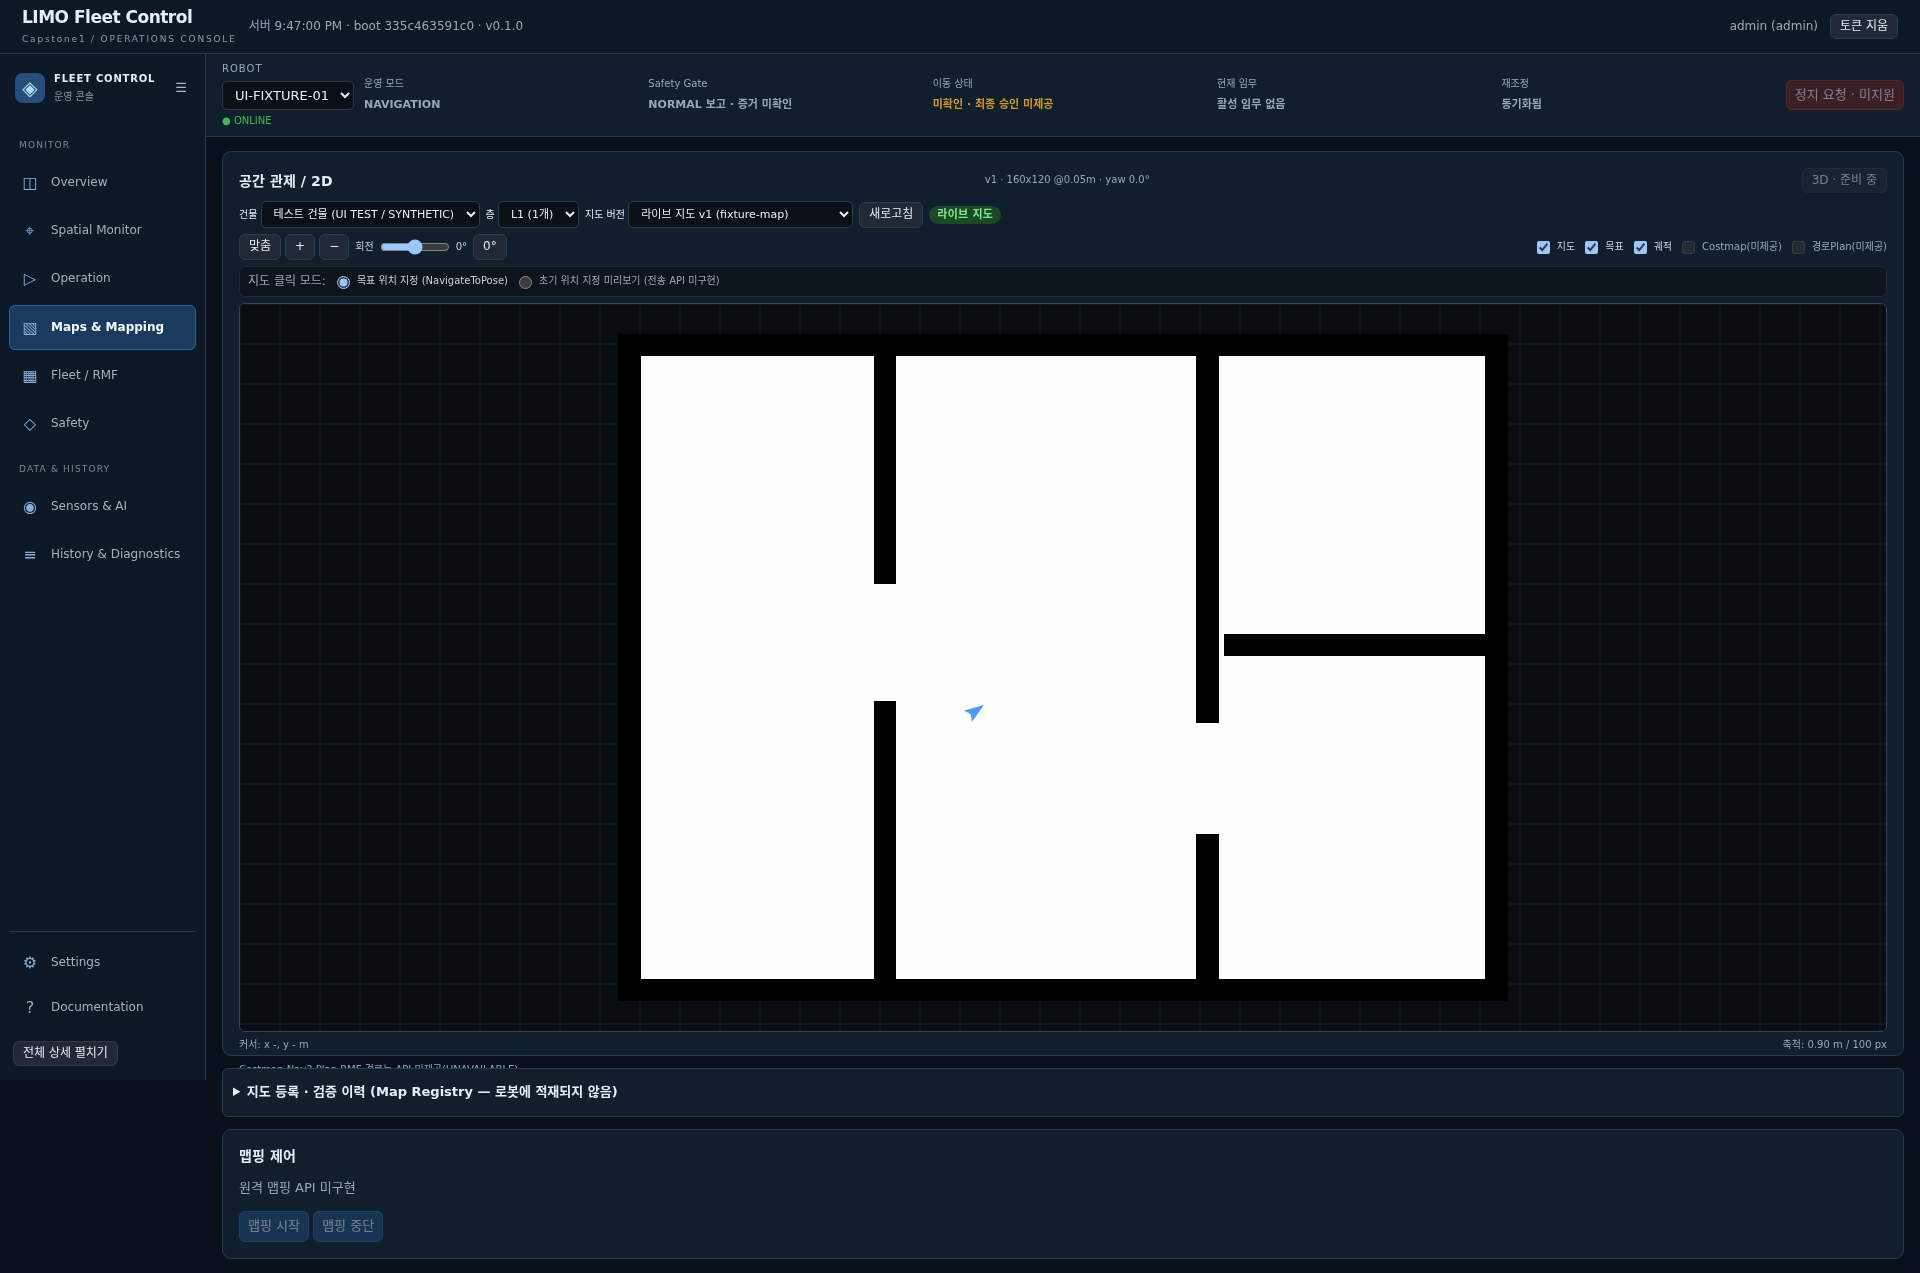 LIMO Fleet Control
Capstone1 / OPERATIONS CONSOLE
서버 9:47:00 PM · boot 335c463591c0 · v0.1.0
admin (admin)
토큰 지움
FLEET CONTROL
운영 콘솔
MONITOR
Overview
Spatial Monitor
Operation
Maps & Mapping
Fleet / RMF
Safety
DATA & HISTORY
Sensors & AI
History & Diagnostics
Settings
Documentation
전체 상세 펼치기
ROBOT
UI-FIXTURE-01
ONLINE
운영 모드
NAVIGATION
Safety Gate
NORMAL 보고 · 증거 미확인
이동 상태
미확인 · 최종 승인 미제공
현재 임무
활성 임무 없음
재조정
동기화됨
정지 요청 · 미지원
공간 관제 / 2D
v1 · 160x120 @0.05m · yaw 0.0°
3D · 준비 중
건물 테스트 건물 (UI TEST / SYNTHETIC) 층 L1 (1개) 지도 버전 라이브 지도 v1 (fixture-map) 새로고침 라이브 지도
맞춤 + − 회전 0° 0°
지도 목표 궤적 Costmap(미제공) 경로Plan(미제공)
지도 클릭 모드: 목표 위치 지정 (NavigateToPose) 초기 위치 지정 미리보기 (전송 API 미구현)
커서: x -, y - m
축척: 0.90 m / 100 px
지도 등록 · 검증 이력 (Map Registry — 로봇에 적재되지 않음)
맵핑 제어
원격 맵핑 API 미구현
맵핑 시작 맵핑 중단